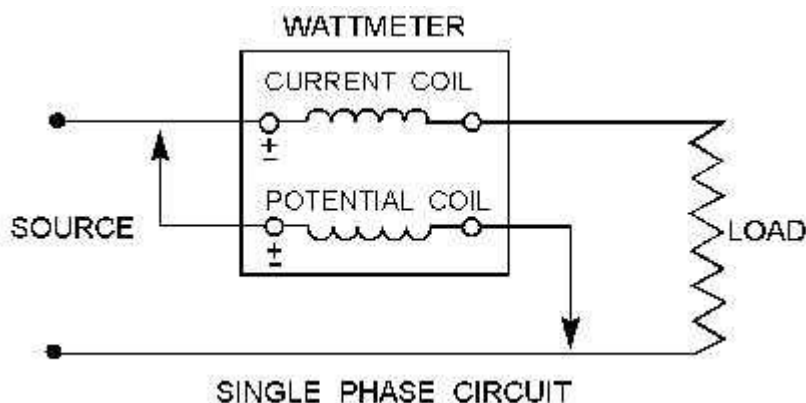 WATTMETER
CURRENT COIL
±
POTENTIAL COIL
SOURCE
±
LOAD
SINGLE PHASE CIRCUIT